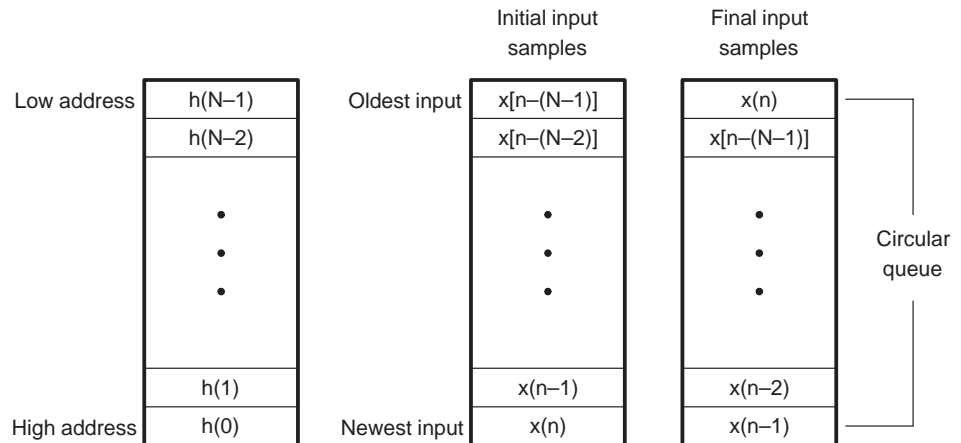 Initial input
samples
Final input
samples
Low address
h(N–1)
Oldest input
x[n–(N–1)]
x(n)
h(N–2)
x[n–(N–2)]
x[n–(N–1)]
Circular
queue
h(1)
x(n–1)
x(n–2)
High address
h(0)
Newest input
x(n)
x(n–1)